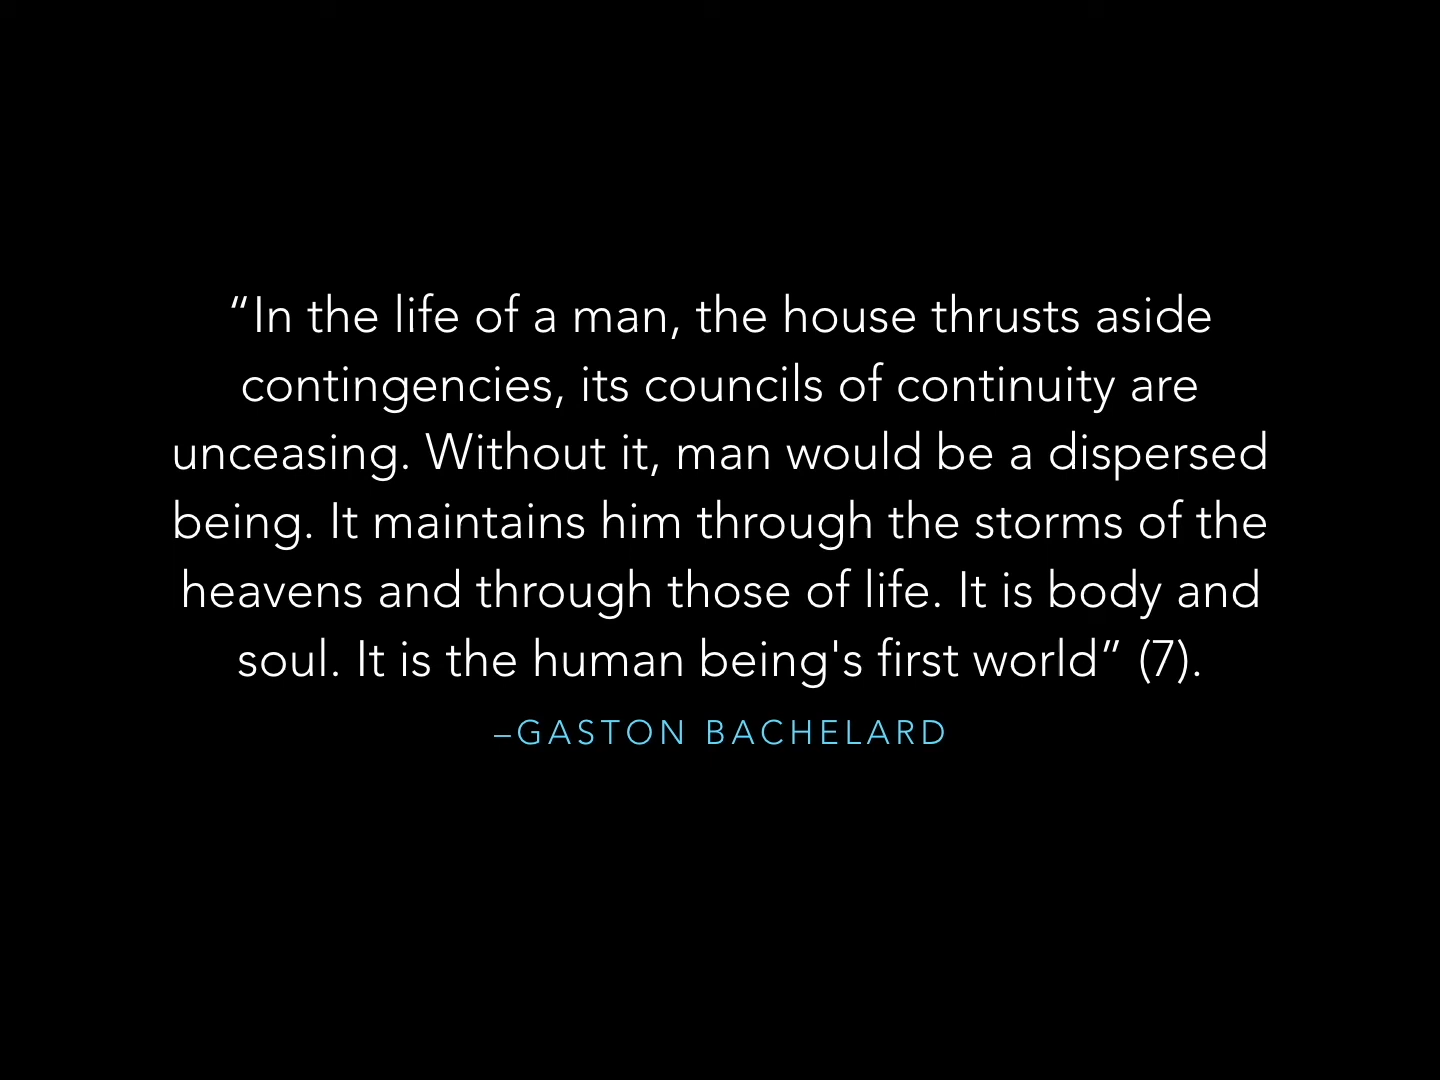 “In the life of a man, the house thrusts aside
contingencies, its councils of continuity are
unceasing. Without it, man would be a dispersed
being. It maintains him through the storms of the
heavens and through those of life. It is body and
soul. It is the human being's first world” (7).
–GASTON BACHELARD